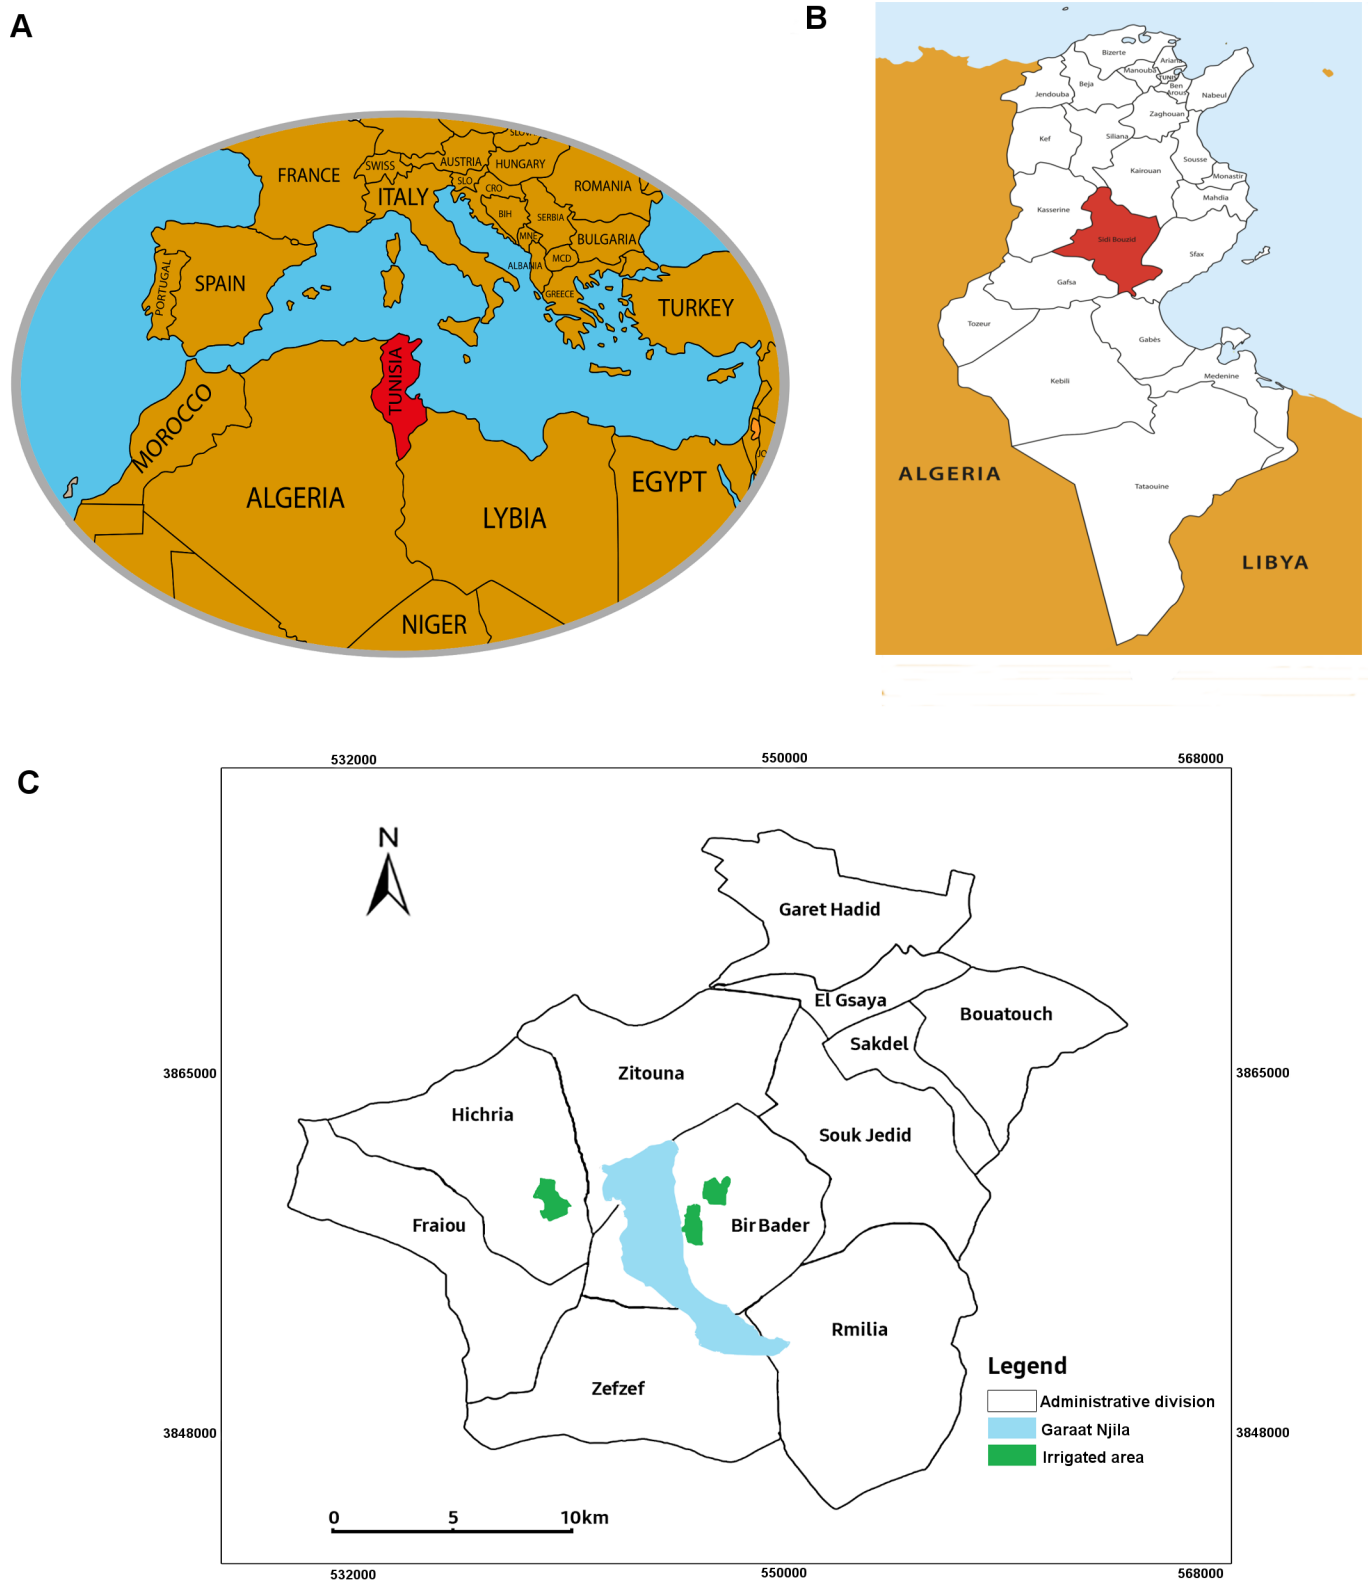 A
FRANCE
SWISS
AUSTRIA
HUNGARY
ITALY
SLO
CRO
ROMANIA
BIH
SERBIA
MNE
BULGARIA
ALBANIA
MCD
GREECE
PORTUGAL
SPAIN
TURKEY
TUNISIA
MOROCCO
ALGERIA
LYBIA
EGYPT
JO
NIGER
B
Bizerte
Ariana
Manouba
TUNIS
Beja
Ben
Arous
Jendouba
Nabeul
Zaghouan
Kef
Siliana
Sousse
Kairouan
Monastir
Mahdia
Kasserine
Sidi Bouzid
Sfax
Gafsa
Tozeur
Gabès
Kebili
Medenine
Tataouine
ALGERIA
LIBYA
C
532000
550000
568000
N
Garet Hadid
El Gsaya
Bouatouch
Sakdel
Zitouna
3865000
3865000
Hichria
Souk Jedid
Fraiou
Bir Bader
Rmilia
Zefzef
Legend
Administrative division
Garaat Njila
Irrigated area
3848000
3848000
0 5 10km
532000
550000
568000